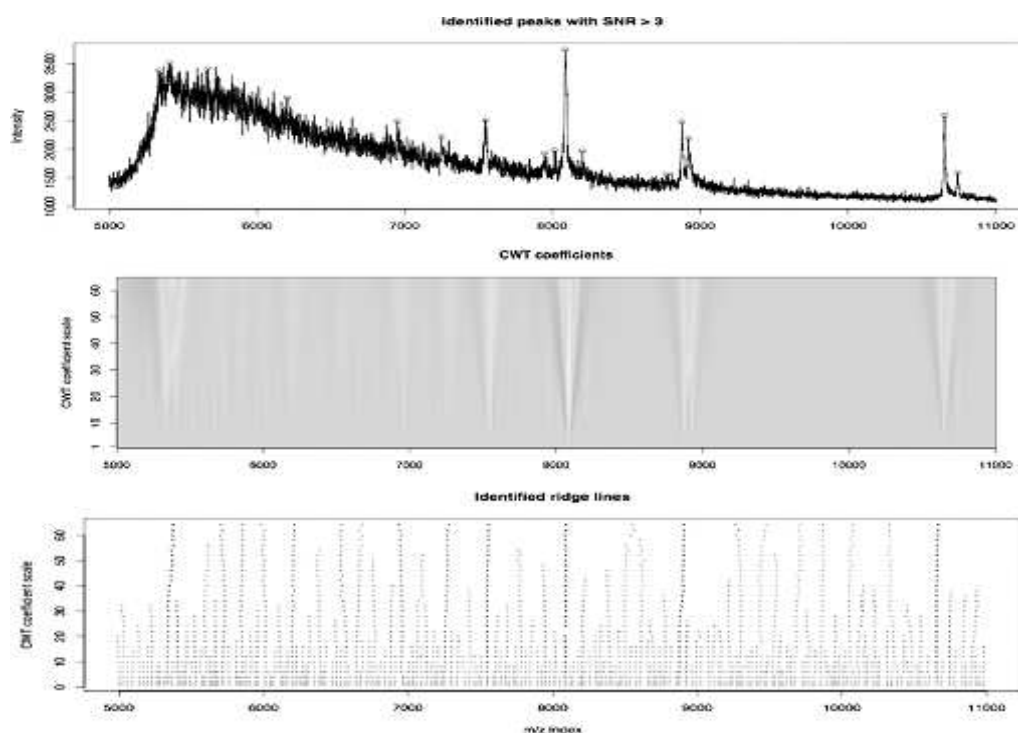 Identified peaks with SNR > 3
Intensity
3500
3000
2500
2000
1500
1000
5000 6000 7000 8000 9000 10000 11000
CWT coefficients
CWT coefficient scale
60
50
40
30
20
10
1
5000 6000 7000 8000 9000 10000 11000
Identified ridge lines
CWT coefficient scale
60
50
40
30
20
10
0
5000 6000 7000 8000 9000 10000 11000
m/z index